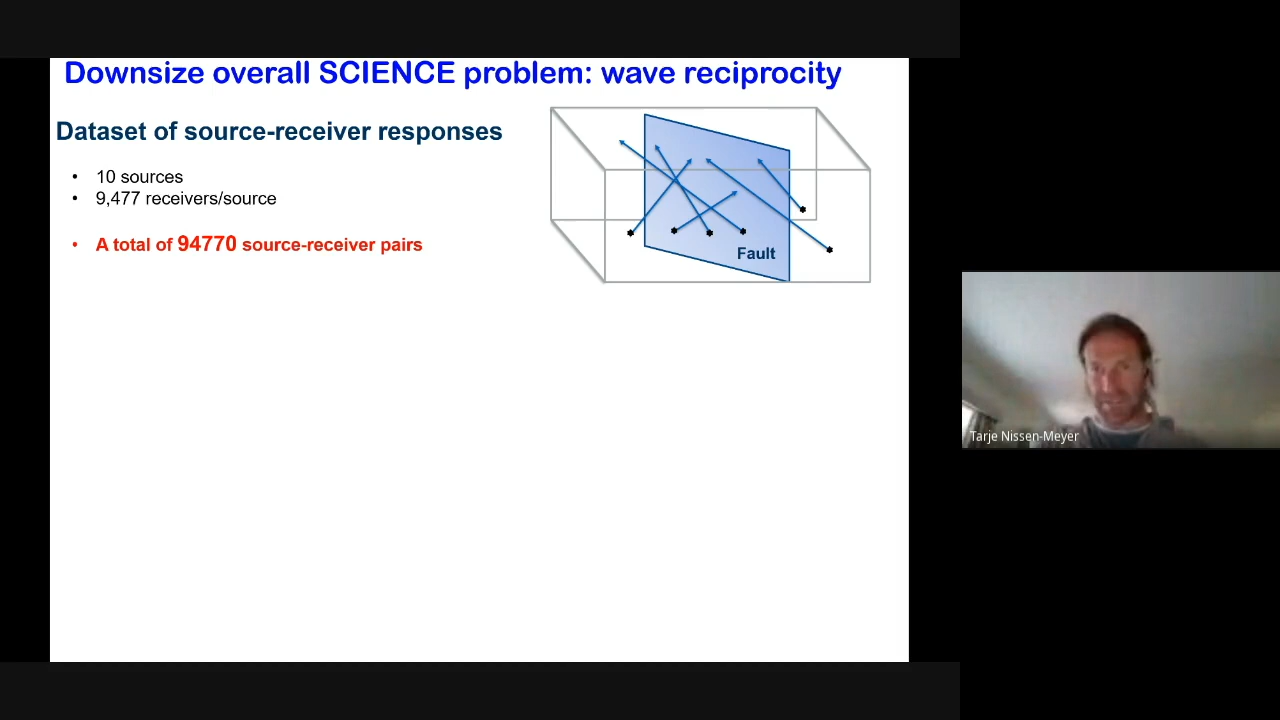 Downsize overall SCIENCE problem: wave reciprocity
Dataset of source-receiver responses
• 10 sources
• 9,477 receivers/source
• A total of 94770 source-receiver pairs
Fault
Tarje Nissen-Meyer